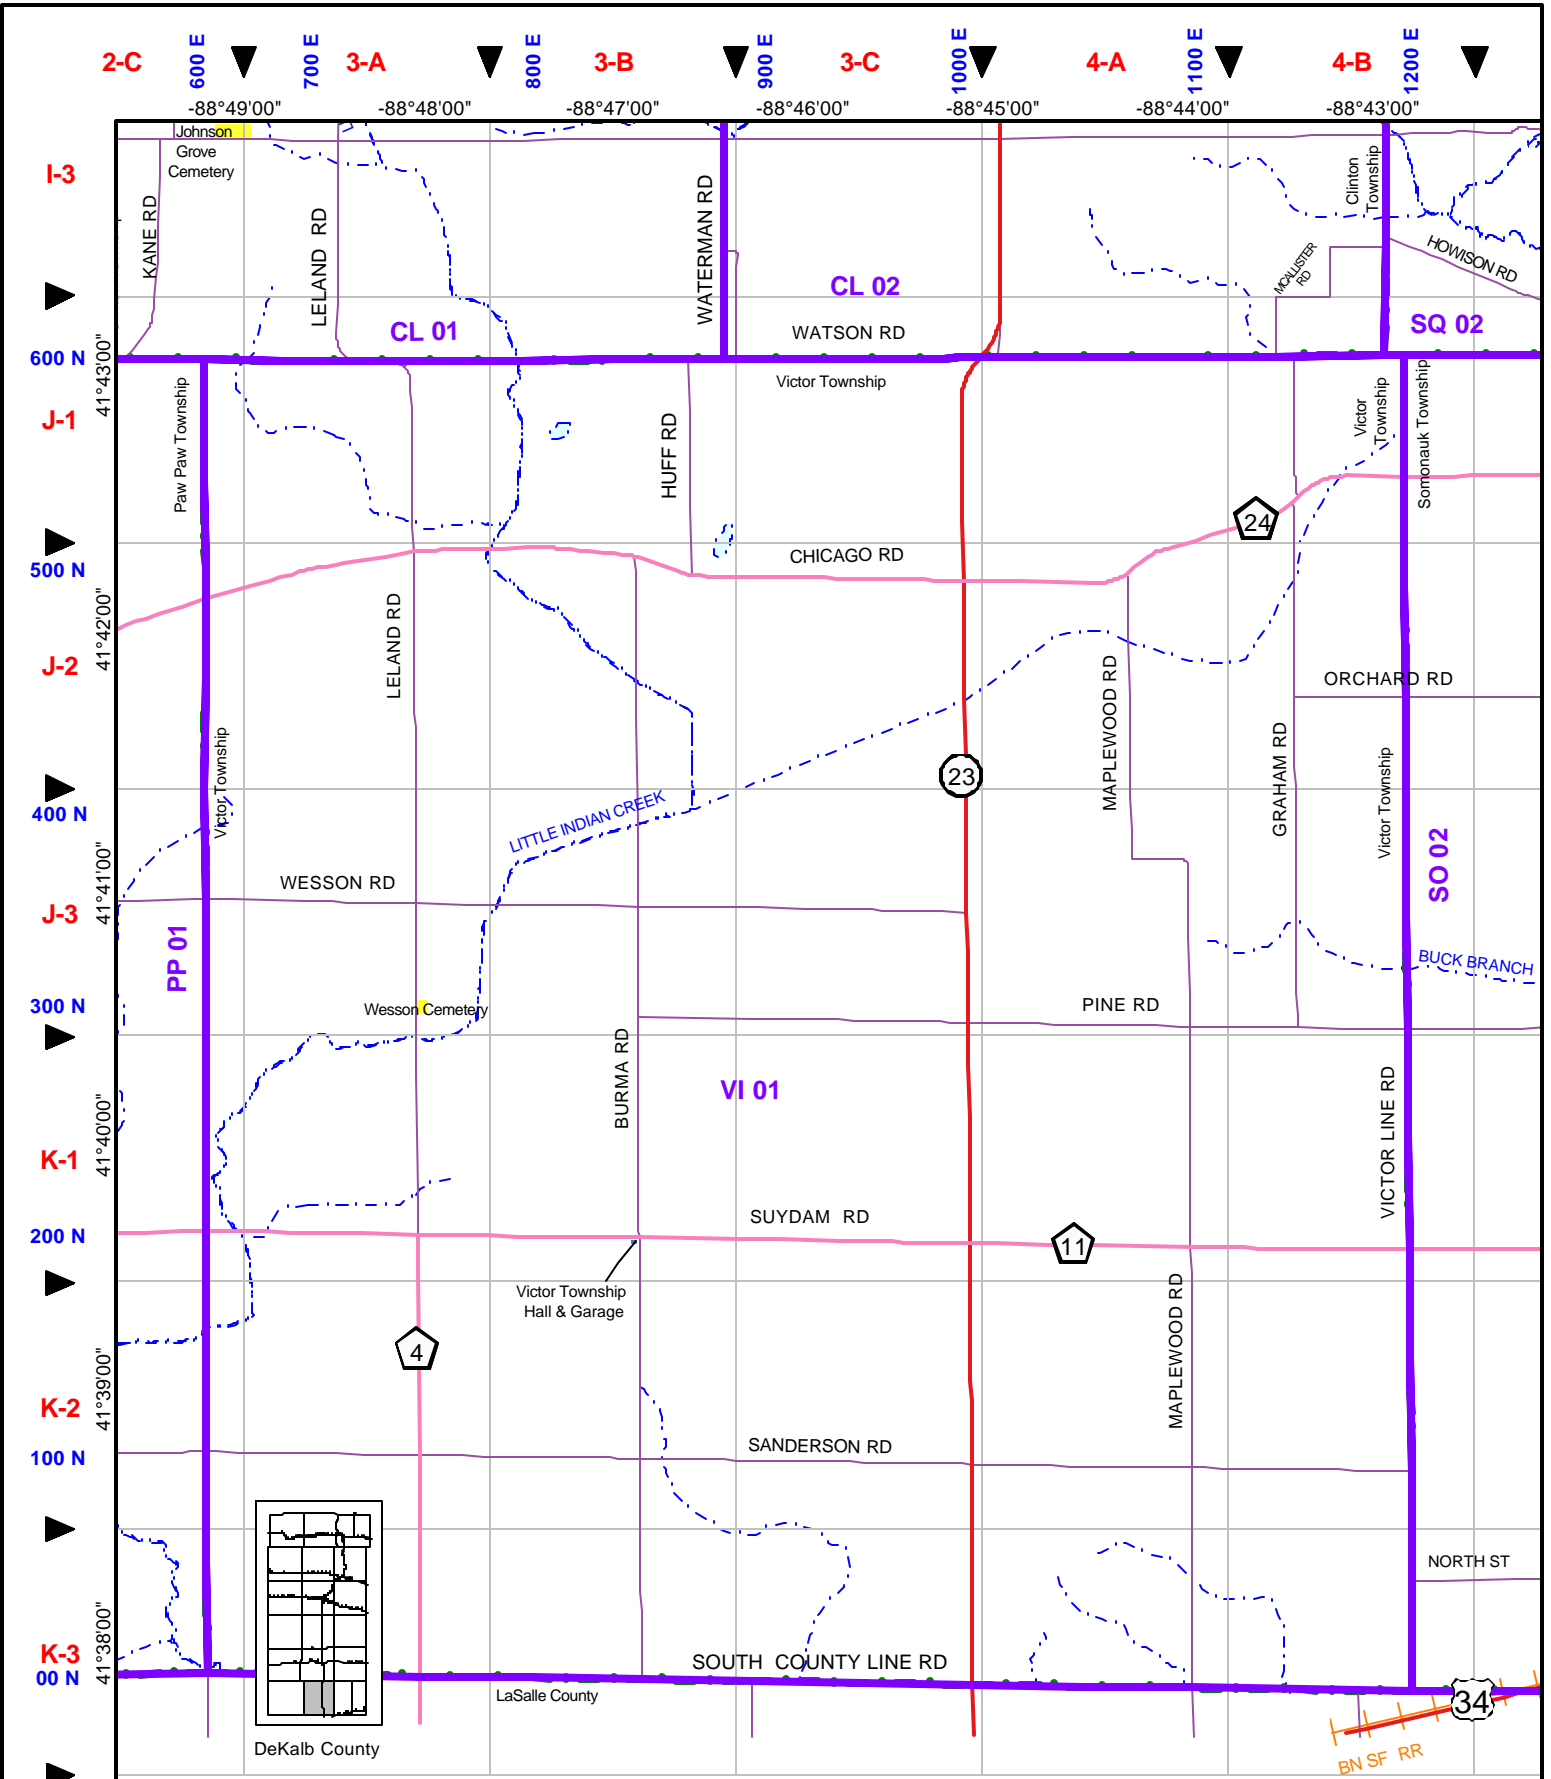 2-C
600 E
700 E
3-A
800 E
3-B
900 E
3-C
1000 E
4-A
1100 E
4-B
1200 E
-88°49'00"
-88°48'00"
-88°47'00"
-88°46'00"
-88°45'00"
-88°44'00"
-88°43'00"
Johnson
Grove
Cemetery
I-3
KANE RD
LELAND RD
WATERMAN RD
Clinton
Township
HOWISON RD
MCALLISTER
RD
CL 02
CL 01
WATSON RD
SQ 02
600 N
41°43'00"
Victor Township
Paw Paw Township
J-1
HUFF RD
Victor
Township
Somonauk Township
24
CHICAGO RD
500 N
41°42'00"
J-2
LELAND RD
MAPLEWOOD RD
ORCHARD RD
Victor Township
GRAHAM RD
Victor Township
23
400 N
LITTLE INDIAN CREEK
41°41'00"
WESSON RD
SO 02
J-3
PP 01
BUCK BRANCH
300 N
Wesson Cemetery
PINE RD
BURMA RD
VI 01
VICTOR LINE RD
41°40'00"
K-1
200 N
SUYDAM RD
11
Victor Township
Hall & Garage
MAPLEWOOD RD
4
41°39'00"
K-2
100 N
SANDERSON RD
NORTH ST
41°38'00"
K-3
00 N
SOUTH COUNTY LINE RD
LaSalle County
34
DeKalb County
BN SF RR